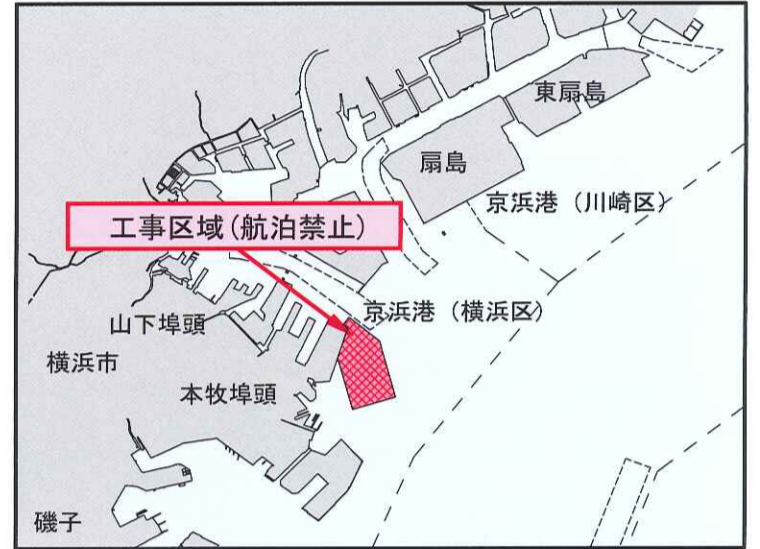 東扇島
扇島
京浜港（川崎区）
工事区域(航泊禁止)
京浜港（横浜区）
山下埠頭
横浜市
本牧埠頭
磯子